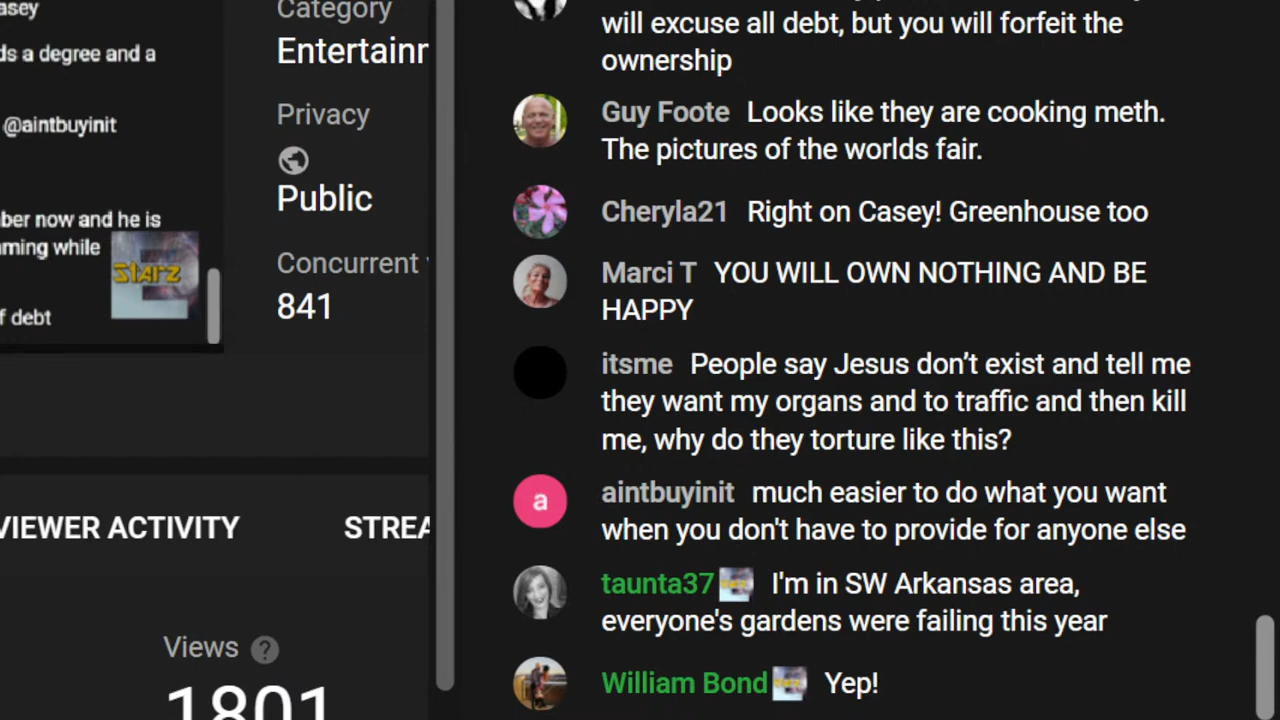 asey
ds a degree and a
@aintbuyinit
ber now and he is
ming while
starz
f debt
Category
Entertainm
Privacy
Public
Concurrent
841
VIEWER ACTIVITY
STREA
Views ?
1801
will excuse all debt, but you will forfeit the
ownership
Guy Foote Looks like they are cooking meth.
The pictures of the worlds fair.
Cheryla21 Right on Casey! Greenhouse too
Marci T YOU WILL OWN NOTHING AND BE
HAPPY
itsme People say Jesus don’t exist and tell me
they want my organs and to traffic and then kill
me, why do they torture like this?
a aintbuyinit much easier to do what you want
when you don't have to provide for anyone else
taunta37 I'm in SW Arkansas area,
everyone's gardens were failing this year
William Bond Yep!